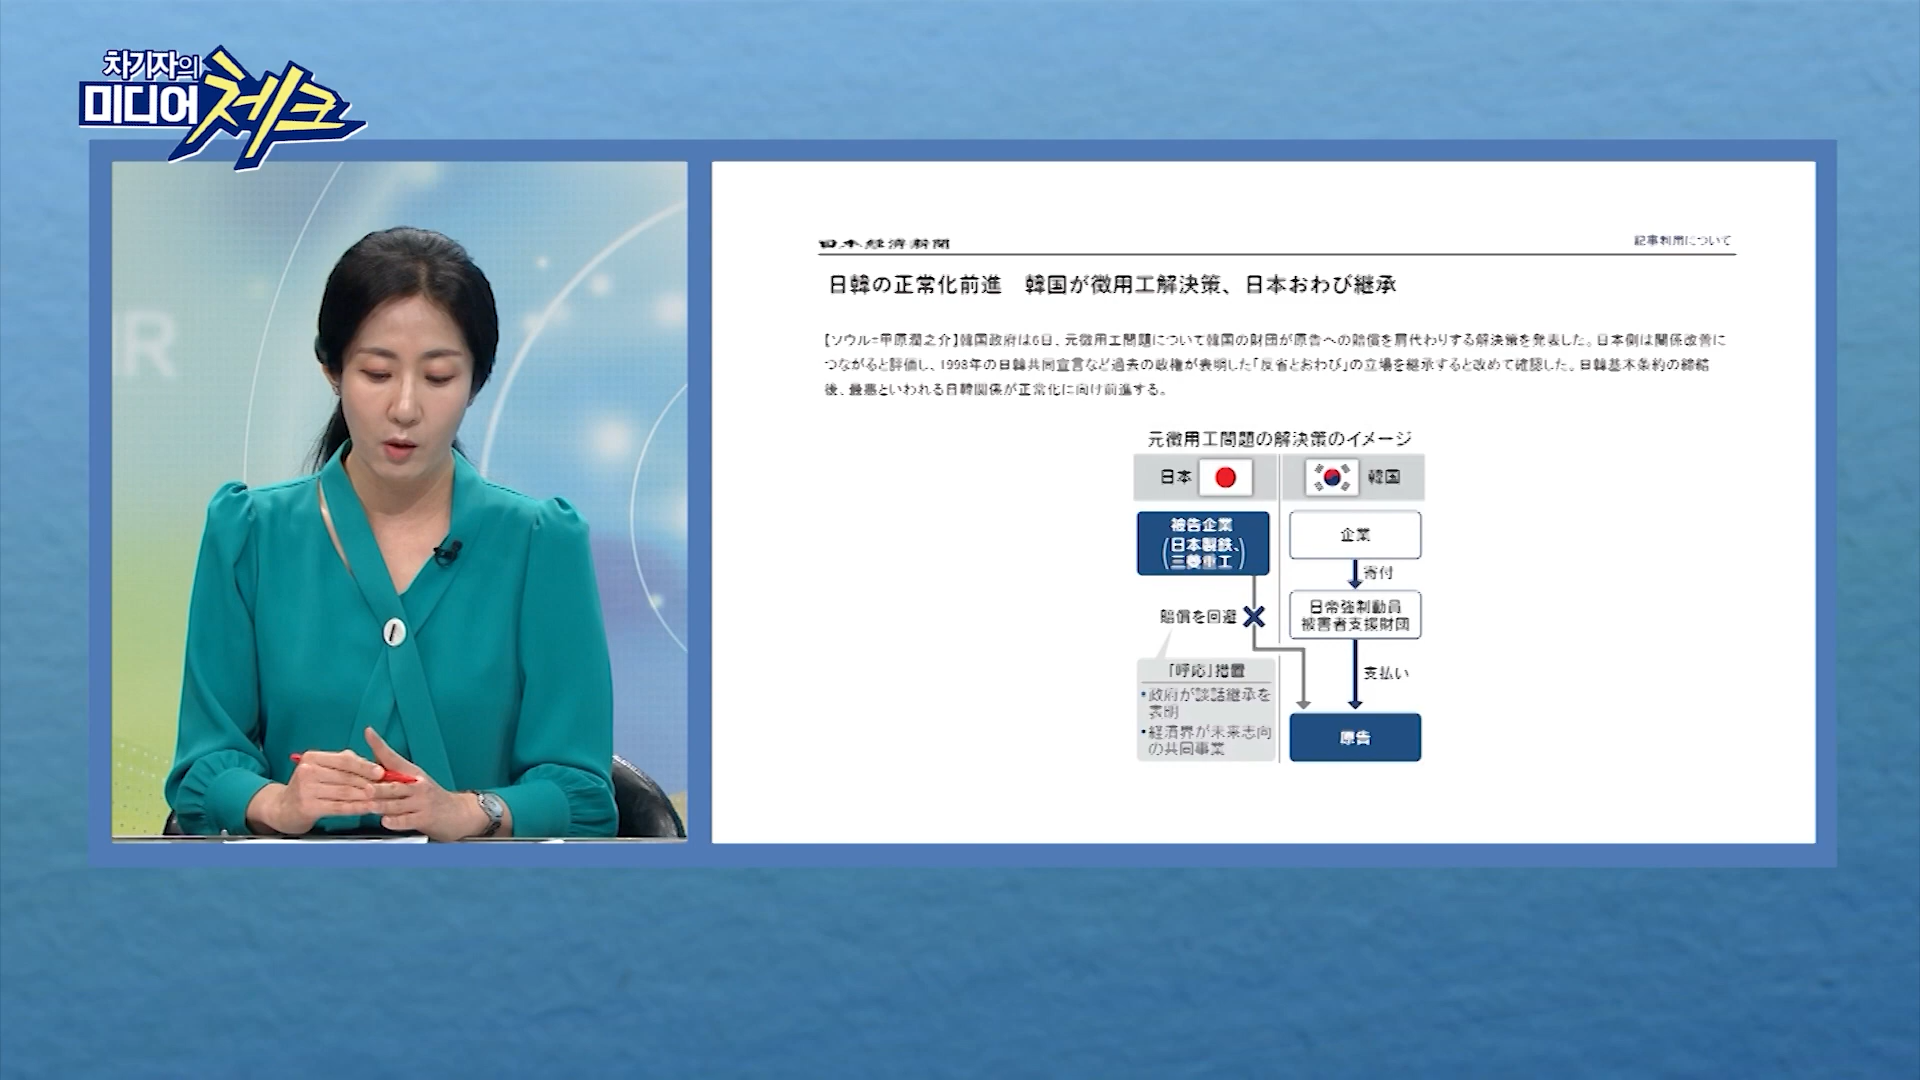 차기자의
미디어 체크
R
日本経済新聞
記事利用について
日韓の正常化前進　韓国が徴用工解決策、日本おわび継承
【ソウル=甲原潤之介】韓国政府は6日、元徴用工問題について韓国の財団が原告への賠償を肩代わりする解決策を発表した。日本側は関係改善に
つながると評価し、1998年の日韓共同宣言など過去の政権が表明した「反省とおわび」の立場を継承すると改めて確認した。日韓基本条約の締結
後、最悪といわれる日韓関係が正常化に向け前進する。
元徴用工問題の解決策のイメージ
日本
韓国
被告企業
(日本製鉄、
三菱重工)
企業
寄付
日帝強制動員
被害者支援財団
賠償を回避
支払い
「呼応」措置
•政府が談話継承を
表明
•経済界が未来志向
の共同事業
原告